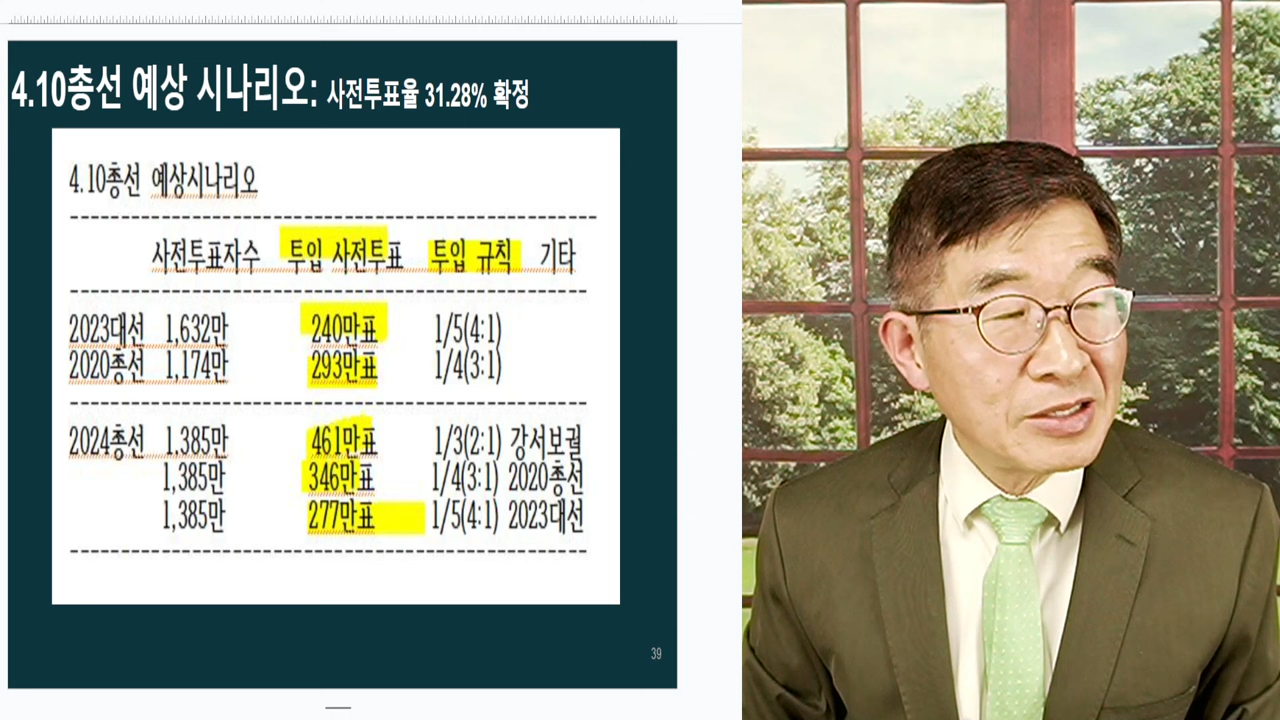 4.10총선 예상 시나리오: 사전투표율 31.28% 확정
4.10총선 예상시나리오
사전투표자수 투입 사전투표 투입 규칙 기타
2023대선 1,632만 240만표 1/5(4:1)
2020총선 1,174만 293만표 1/4(3:1)
2024총선 1.385만 461만표 1/3(2:1) 강서보궐
1,385만 346만표 1/4(3:1) 2020총선
1,385만 277만표 1/5(4:1) 2023대선
39